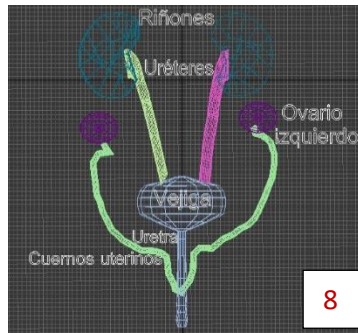 Riñones
Uréteres
Ovario
izquierdo
Vejiga
Uretra
Cuernos uterinos
8